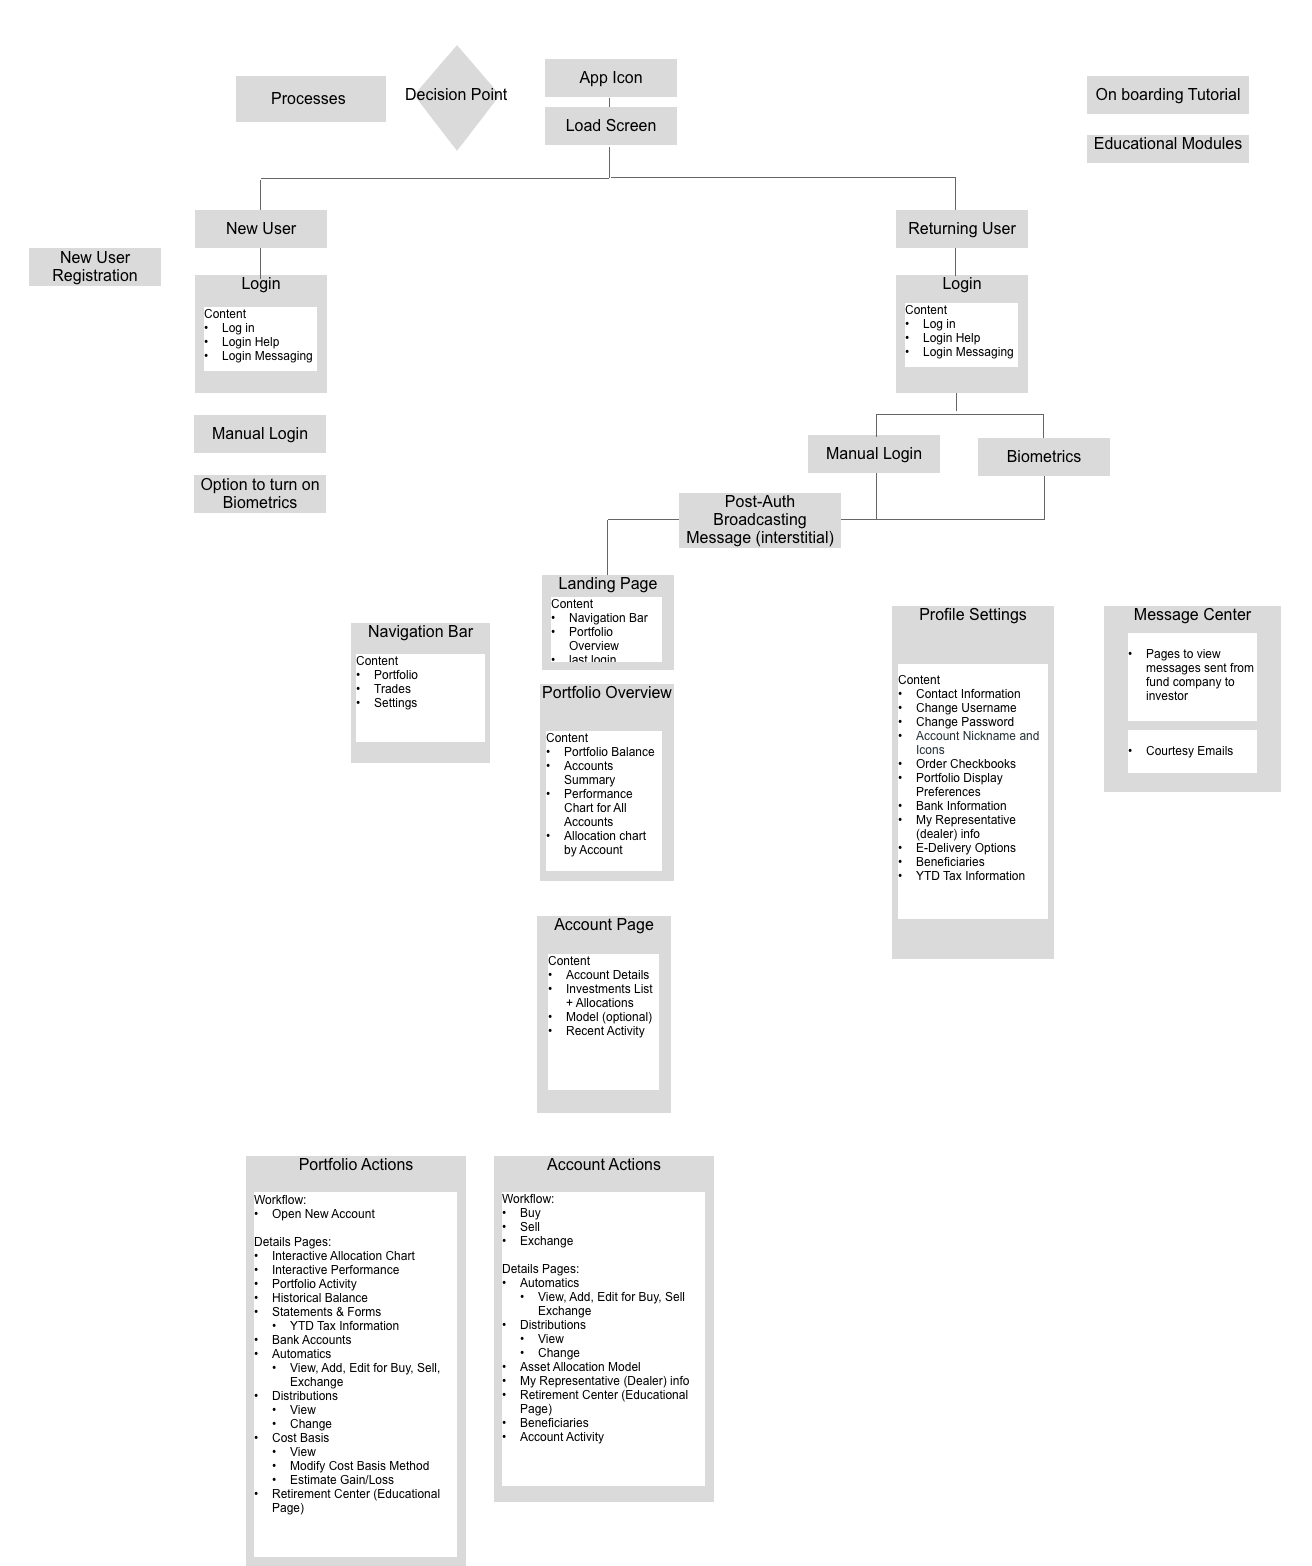 Processes
Decision Point
App Icon
Load Screen
On boarding Tutorial
Educational Modules
New User
Returning User
New User
Registration
Login
Content
• Log in
• Login Help
• Login Messaging
Login
Content
• Log in
• Login Help
• Login Messaging
Manual Login
Option to turn on
Biometrics
Manual Login
Biometrics
Post-Auth
Broadcasting
Message (interstitial)
Landing Page
Content
• Navigation Bar
• Portfolio
Overview
• last login
Navigation Bar
Content
• Portfolio
• Trades
• Settings
Portfolio Overview
Content
• Portfolio Balance
• Accounts
Summary
• Performance
Chart for All
Accounts
• Allocation chart
by Account
Profile Settings
Content
• Contact Information
• Change Username
• Change Password
• Account Nickname and
Icons
• Order Checkbooks
• Portfolio Display
Preferences
• Bank Information
• My Representative
(dealer) info
• E-Delivery Options
• Beneficiaries
• YTD Tax Information
Message Center
• Pages to view
messages sent from
fund company to
investor
• Courtesy Emails
Account Page
Content
• Account Details
• Investments List
+ Allocations
• Model (optional)
• Recent Activity
Portfolio Actions
Workflow:
• Open New Account
Details Pages:
• Interactive Allocation Chart
• Interactive Performance
• Portfolio Activity
• Historical Balance
• Statements & Forms
• YTD Tax Information
• Bank Accounts
• Automatics
• View, Add, Edit for Buy, Sell,
Exchange
• Distributions
• View
• Change
• Cost Basis
• View
• Modify Cost Basis Method
• Estimate Gain/Loss
• Retirement Center (Educational
Page)
Account Actions
Workflow:
• Buy
• Sell
• Exchange
Details Pages:
• Automatics
• View, Add, Edit for Buy, Sell
Exchange
• Distributions
• View
• Change
• Asset Allocation Model
• My Representative (Dealer) info
• Retirement Center (Educational
Page)
• Beneficiaries
• Account Activity